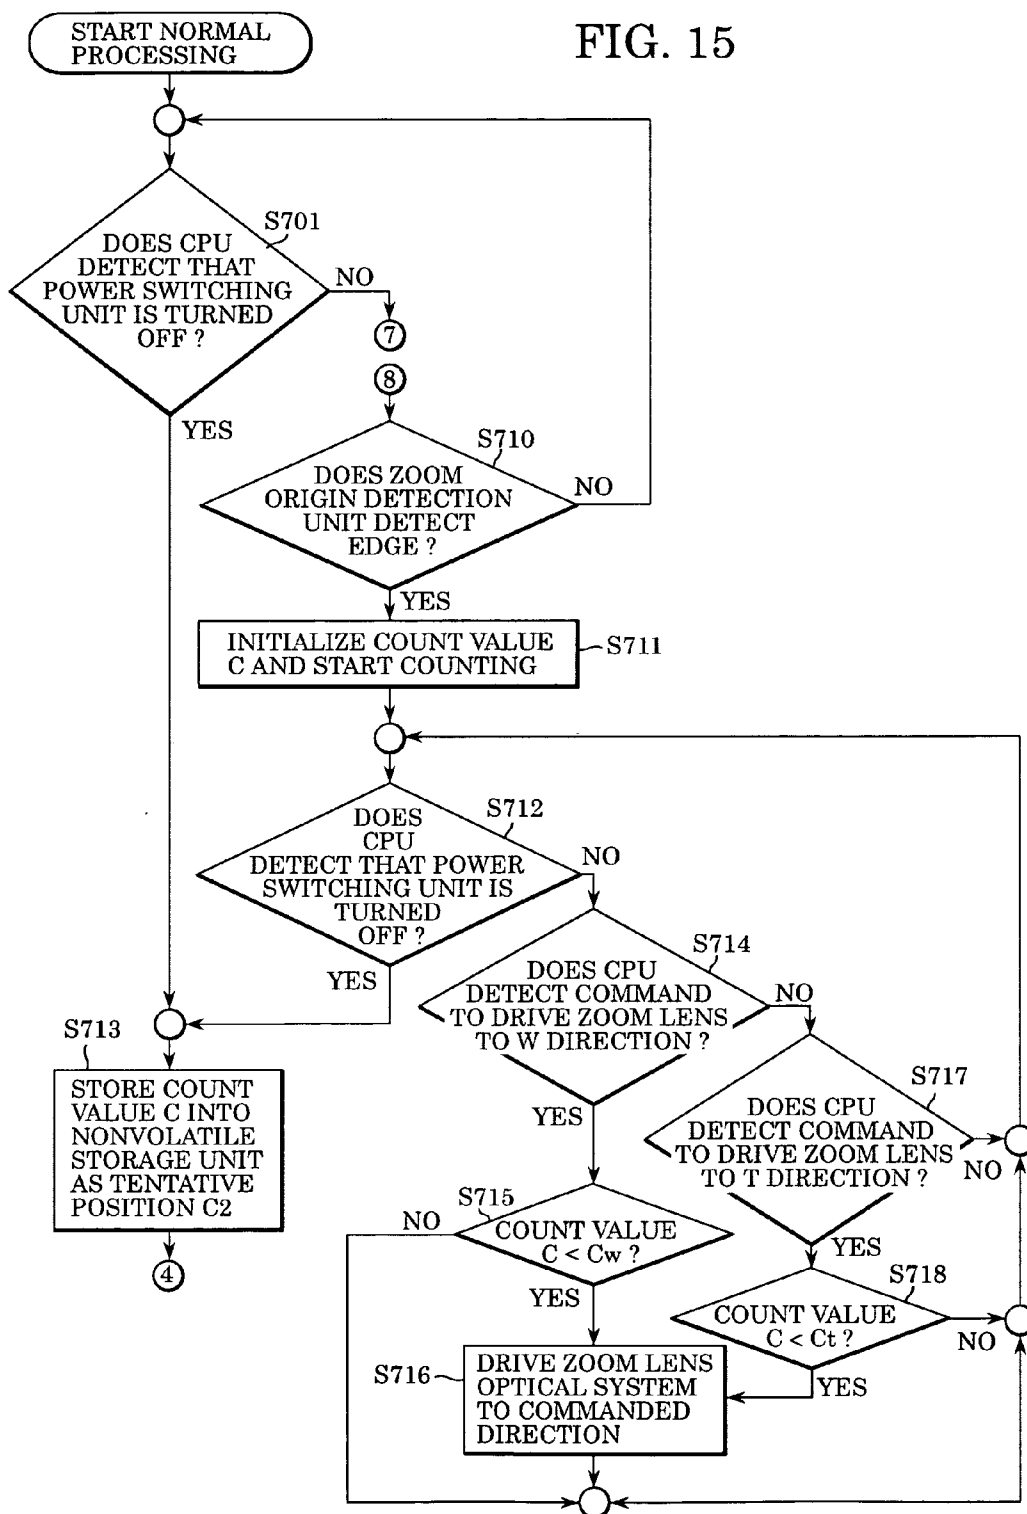 FIG. 15
START NORMAL
PROCESSING
S701
DOES CPU
DETECT THAT
POWER SWITCHING
UNIT IS TURNED
OFF ?
NO
7
8
YES
S710
DOES ZOOM
ORIGIN DETECTION
UNIT DETECT
EDGE ?
NO
YES
INITIALIZE COUNT VALUE
C AND START COUNTING
S711
S712
DOES
CPU
DETECT THAT POWER
SWITCHING UNIT IS
TURNED
OFF ?
NO
YES
S714
DOES CPU
DETECT COMMAND
TO DRIVE ZOOM LENS
TO W DIRECTION ?
NO
YES
S713
STORE COUNT
VALUE C INTO
NONVOLATILE
STORAGE UNIT
AS TENTATIVE
POSITION C2
4
S717
DOES CPU
DETECT COMMAND
TO DRIVE ZOOM LENS
TO T DIRECTION ?
NO
YES
S715
COUNT VALUE
C < Cw ?
NO
YES
S718
COUNT VALUE
C < Ct ?
NO
YES
S716
DRIVE ZOOM LENS
OPTICAL SYSTEM
TO COMMANDED
DIRECTION